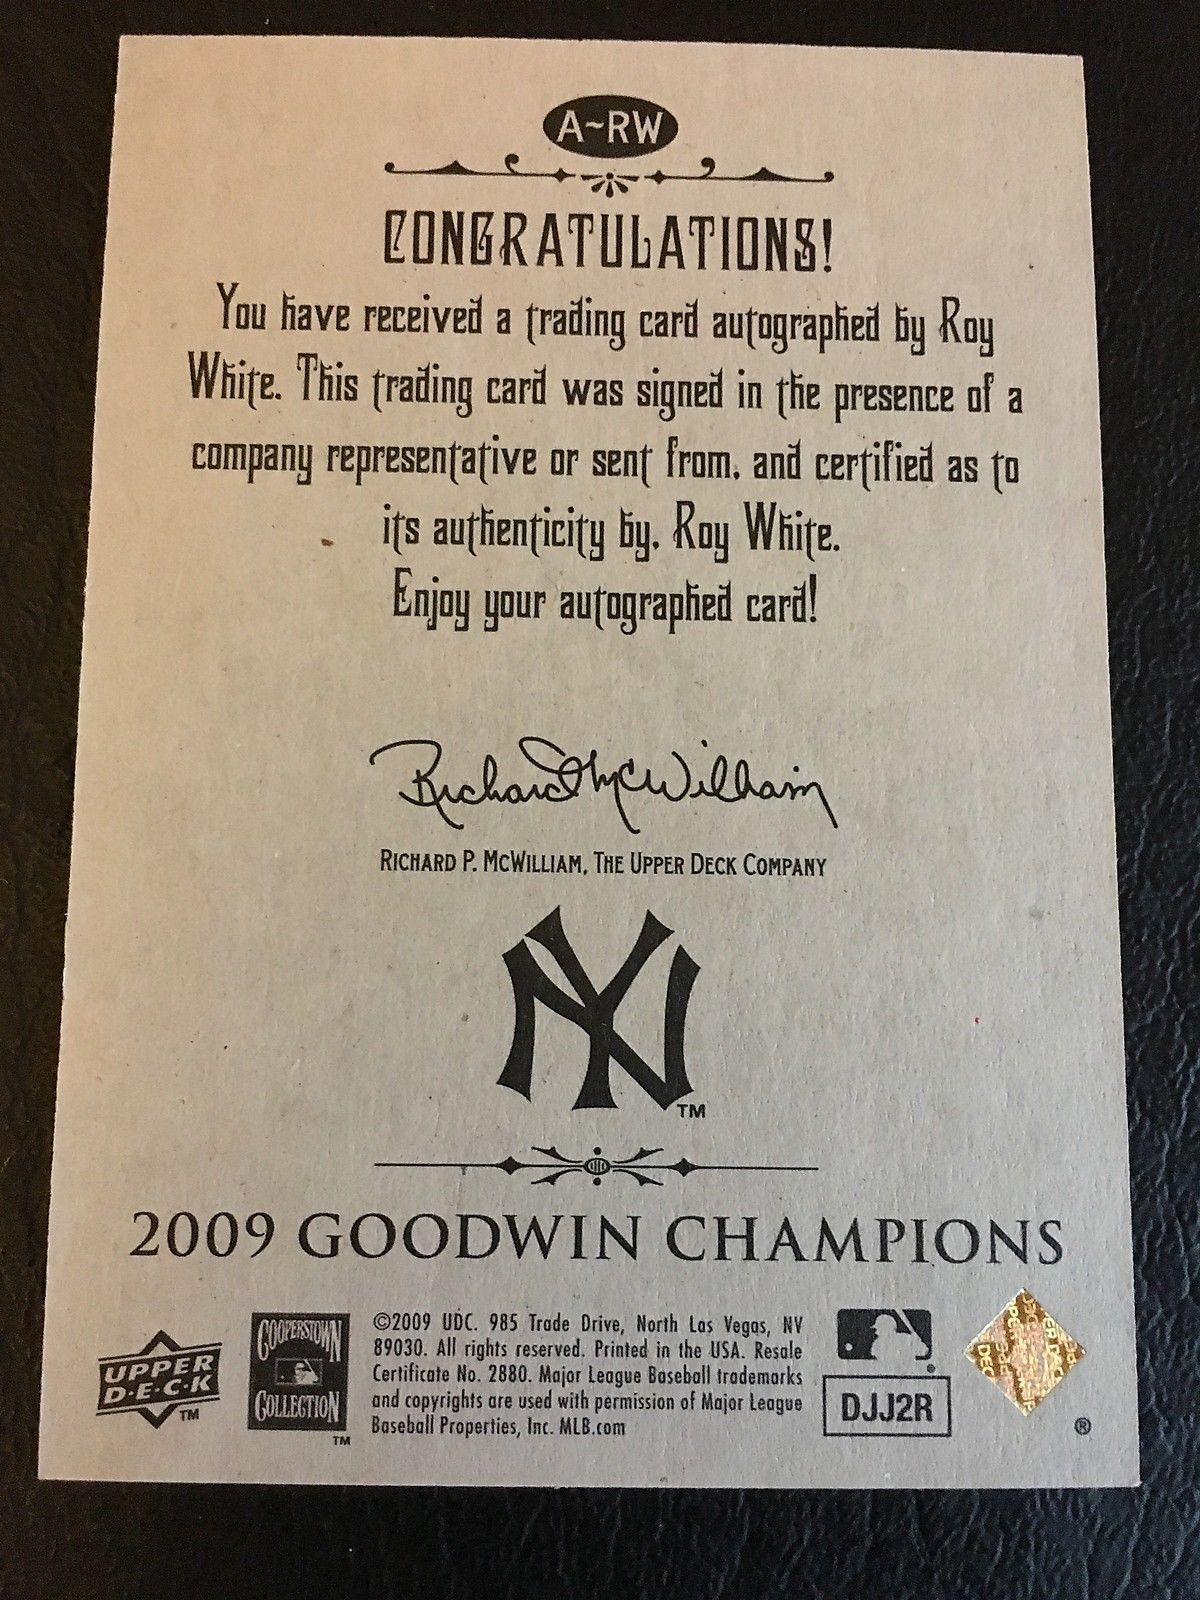 A~RW
CONGRATULATIONS!
You have received a trading card autographed by Roy
White. This trading card was signed in the presence of a
company representative or sent from, and certified as to
its authenticity by, Roy White.
Enjoy your autographed card!
Richard McWilliam
RICHARD P. MCWILLIAM, THE UPPER DECK COMPANY
NY
TM
2009 GOODWIN CHAMPIONS
UPPER
D·E·C·K
TM
COOPERSTOWN
COLLECTION
TM
©2009 UDC. 985 Trade Drive, North Las Vegas, NV
89030. All rights reserved. Printed in the USA. Resale
Certificate No. 2880. Major League Baseball trademarks
and copyrights are used with permission of Major League
Baseball Properties, Inc. MLB.com
®
DJJ2R
®